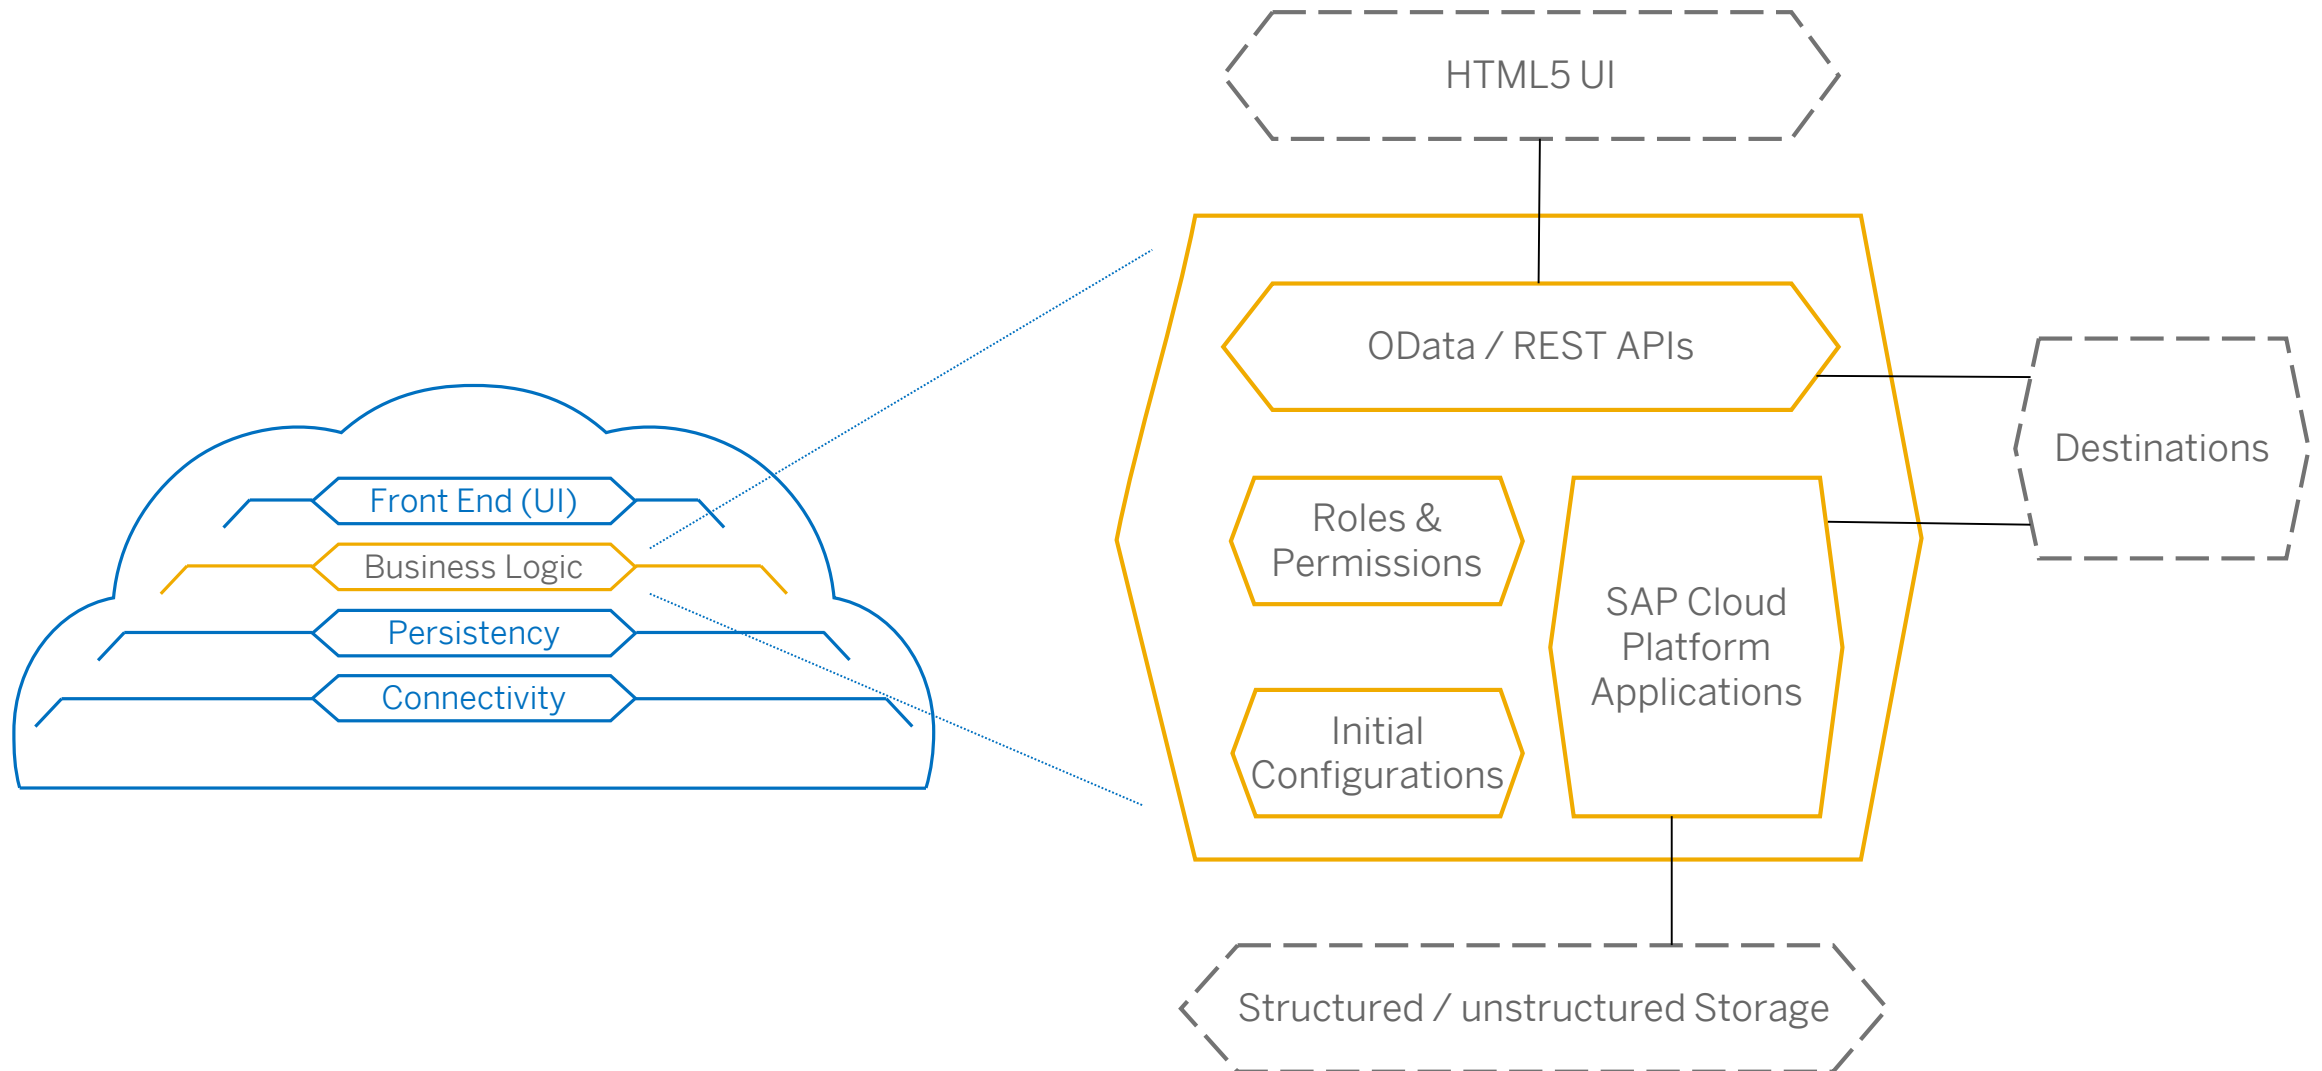 Front End (UI)
Business Logic
Persistency
Connectivity
HTML5 UI
OData / REST APIs
Destinations
Roles &
Permissions
SAP Cloud
Platform
Applications
Initial
Configurations
Structured / unstructured Storage